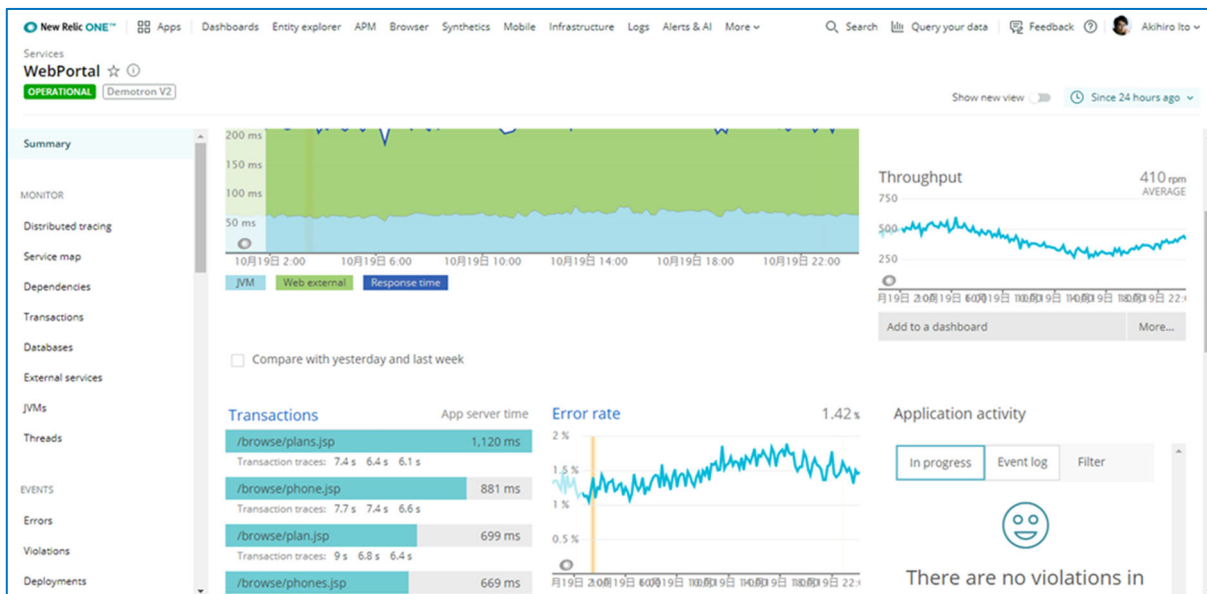 New Relic ONE™ Apps Dashboards Entity explorer APM Browser Synthetics Mobile Infrastructure Logs Alerts & AI More Search Query your data Feedback Akihiro Ito
Services
WebPortal
OPERATIONAL Demotron V2
Show new view Since 24 hours ago
Summary
MONITOR
Distributed tracing
Service map
Dependencies
Transactions
Databases
External services
JVMs
Threads
EVENTS
Errors
Violations
Deployments
200 ms
150 ms
100 ms
50 ms
10月19日 2:00 10月19日 6:00 10月19日 10:00 10月19日 14:00 10月19日 18:00 10月19日 22:00
JVM Web external Response time
Compare with yesterday and last week
Throughput 410 rpm
AVERAGE
750
500
250
Add to a dashboard More...
Transactions App server time
/browse/plans.jsp 1,120 ms
Transaction traces: 7.4 s 6.4 s 6.1 s
/browse/phone.jsp 881 ms
Transaction traces: 7.7 s 7.4 s 6.6 s
/browse/plan.jsp 699 ms
Transaction traces: 9 s 6.8 s 6.4 s
/browse/phones.jsp 669 ms
Error rate 1.42 %
2 %
1.5 %
1 %
0.5 %
Application activity
In progress Event log Filter
There are no violations in